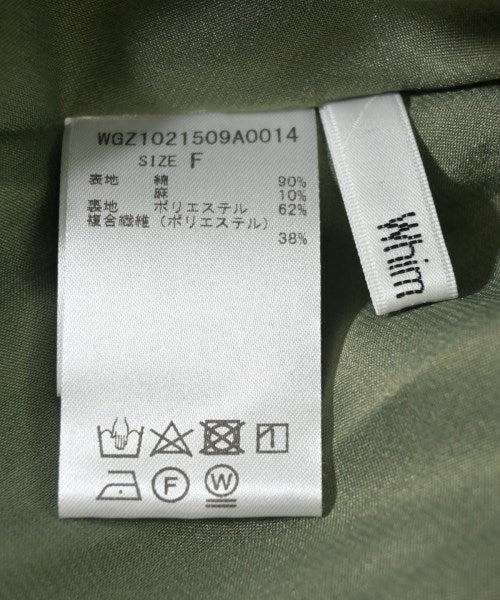 WGZ1021509A0014
SIZE F
表地 綿 90%
麻 10%
裏地 ポリエステル 62%
複合繊維(ポリエステル)
38%
F
W
Whim